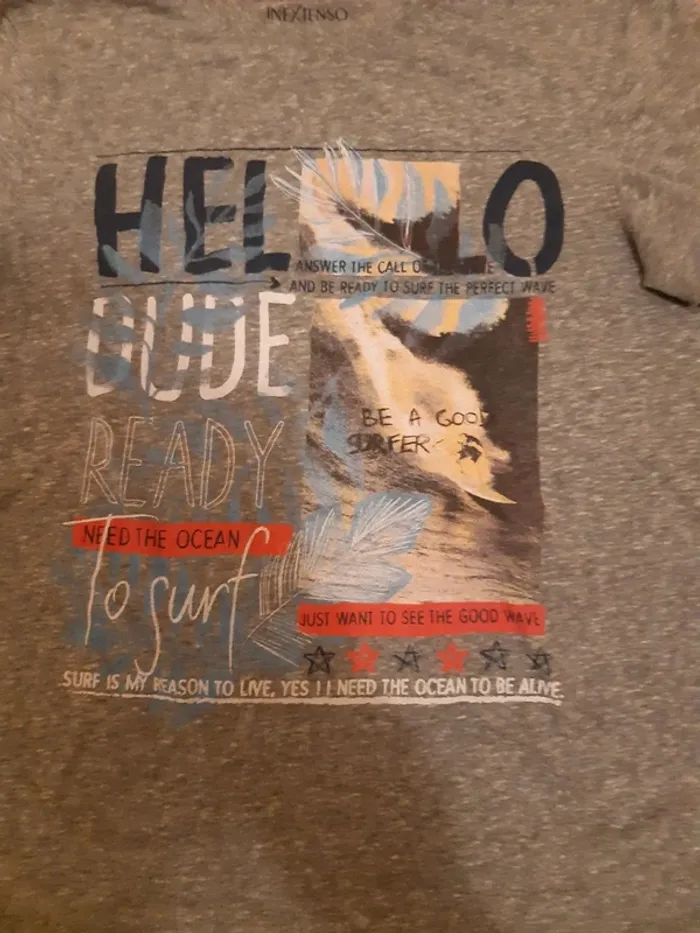 INEXTENSO
HELLO
ANSWER THE CALL OF
AND BE READY TO SURF THE PERFECT WAVE
DUDE
BE A GOOD
SURFER
READY
NEED THE OCEAN
To surf
JUST WANT TO SEE THE GOOD WAVE
SURF IS MY REASON TO LIVE, YES ! I NEED THE OCEAN TO BE ALIVE.